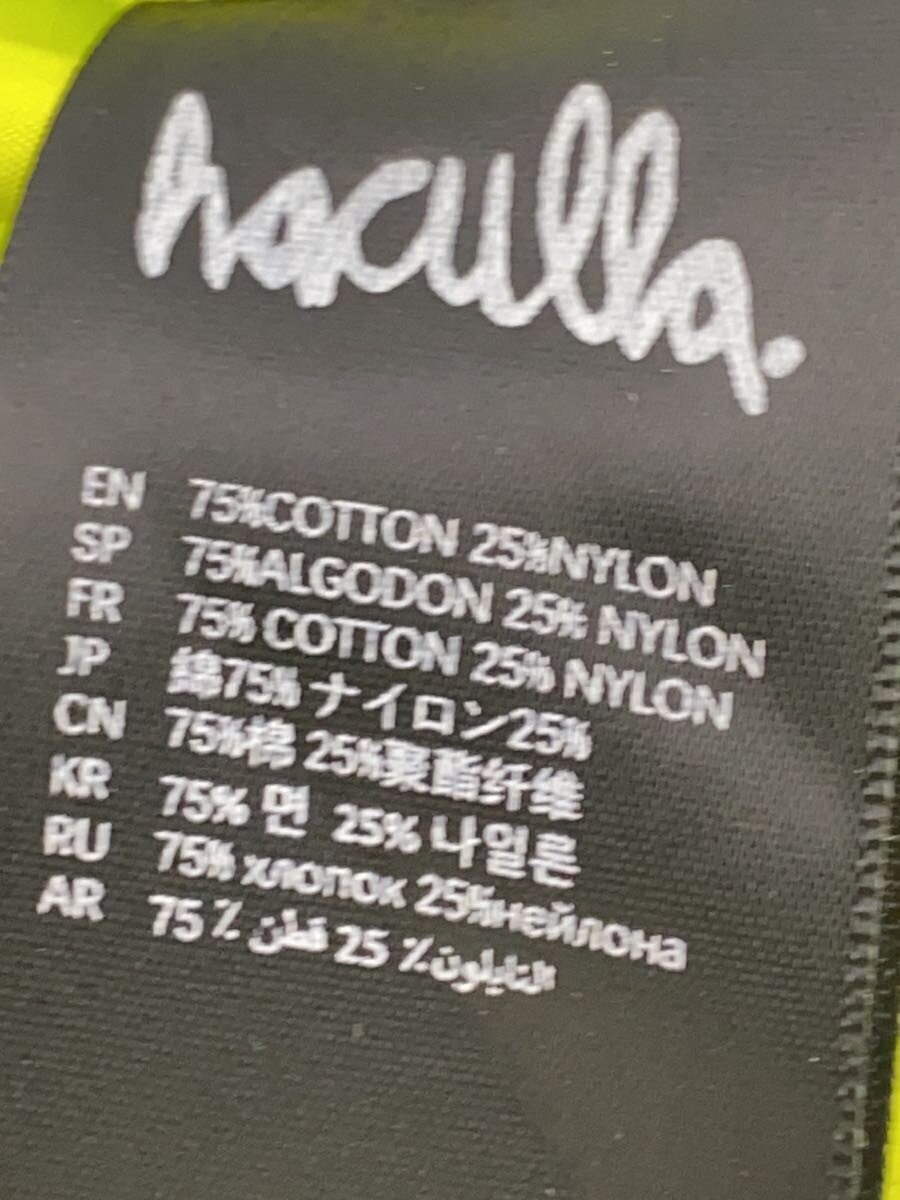 haculla.
EN 75%COTTON 25%NYLON
SP 75%ALGODON 25% NYLON
FR 75% COTTON 25% NYLON
JP 綿75% ナイロン25%
CN 75%棉 25%聚酯纤维
KR 75% 면 25% 나일론
RU 75% хлопок 25%нейлона
AR 75 % قطن 25 %النايلون